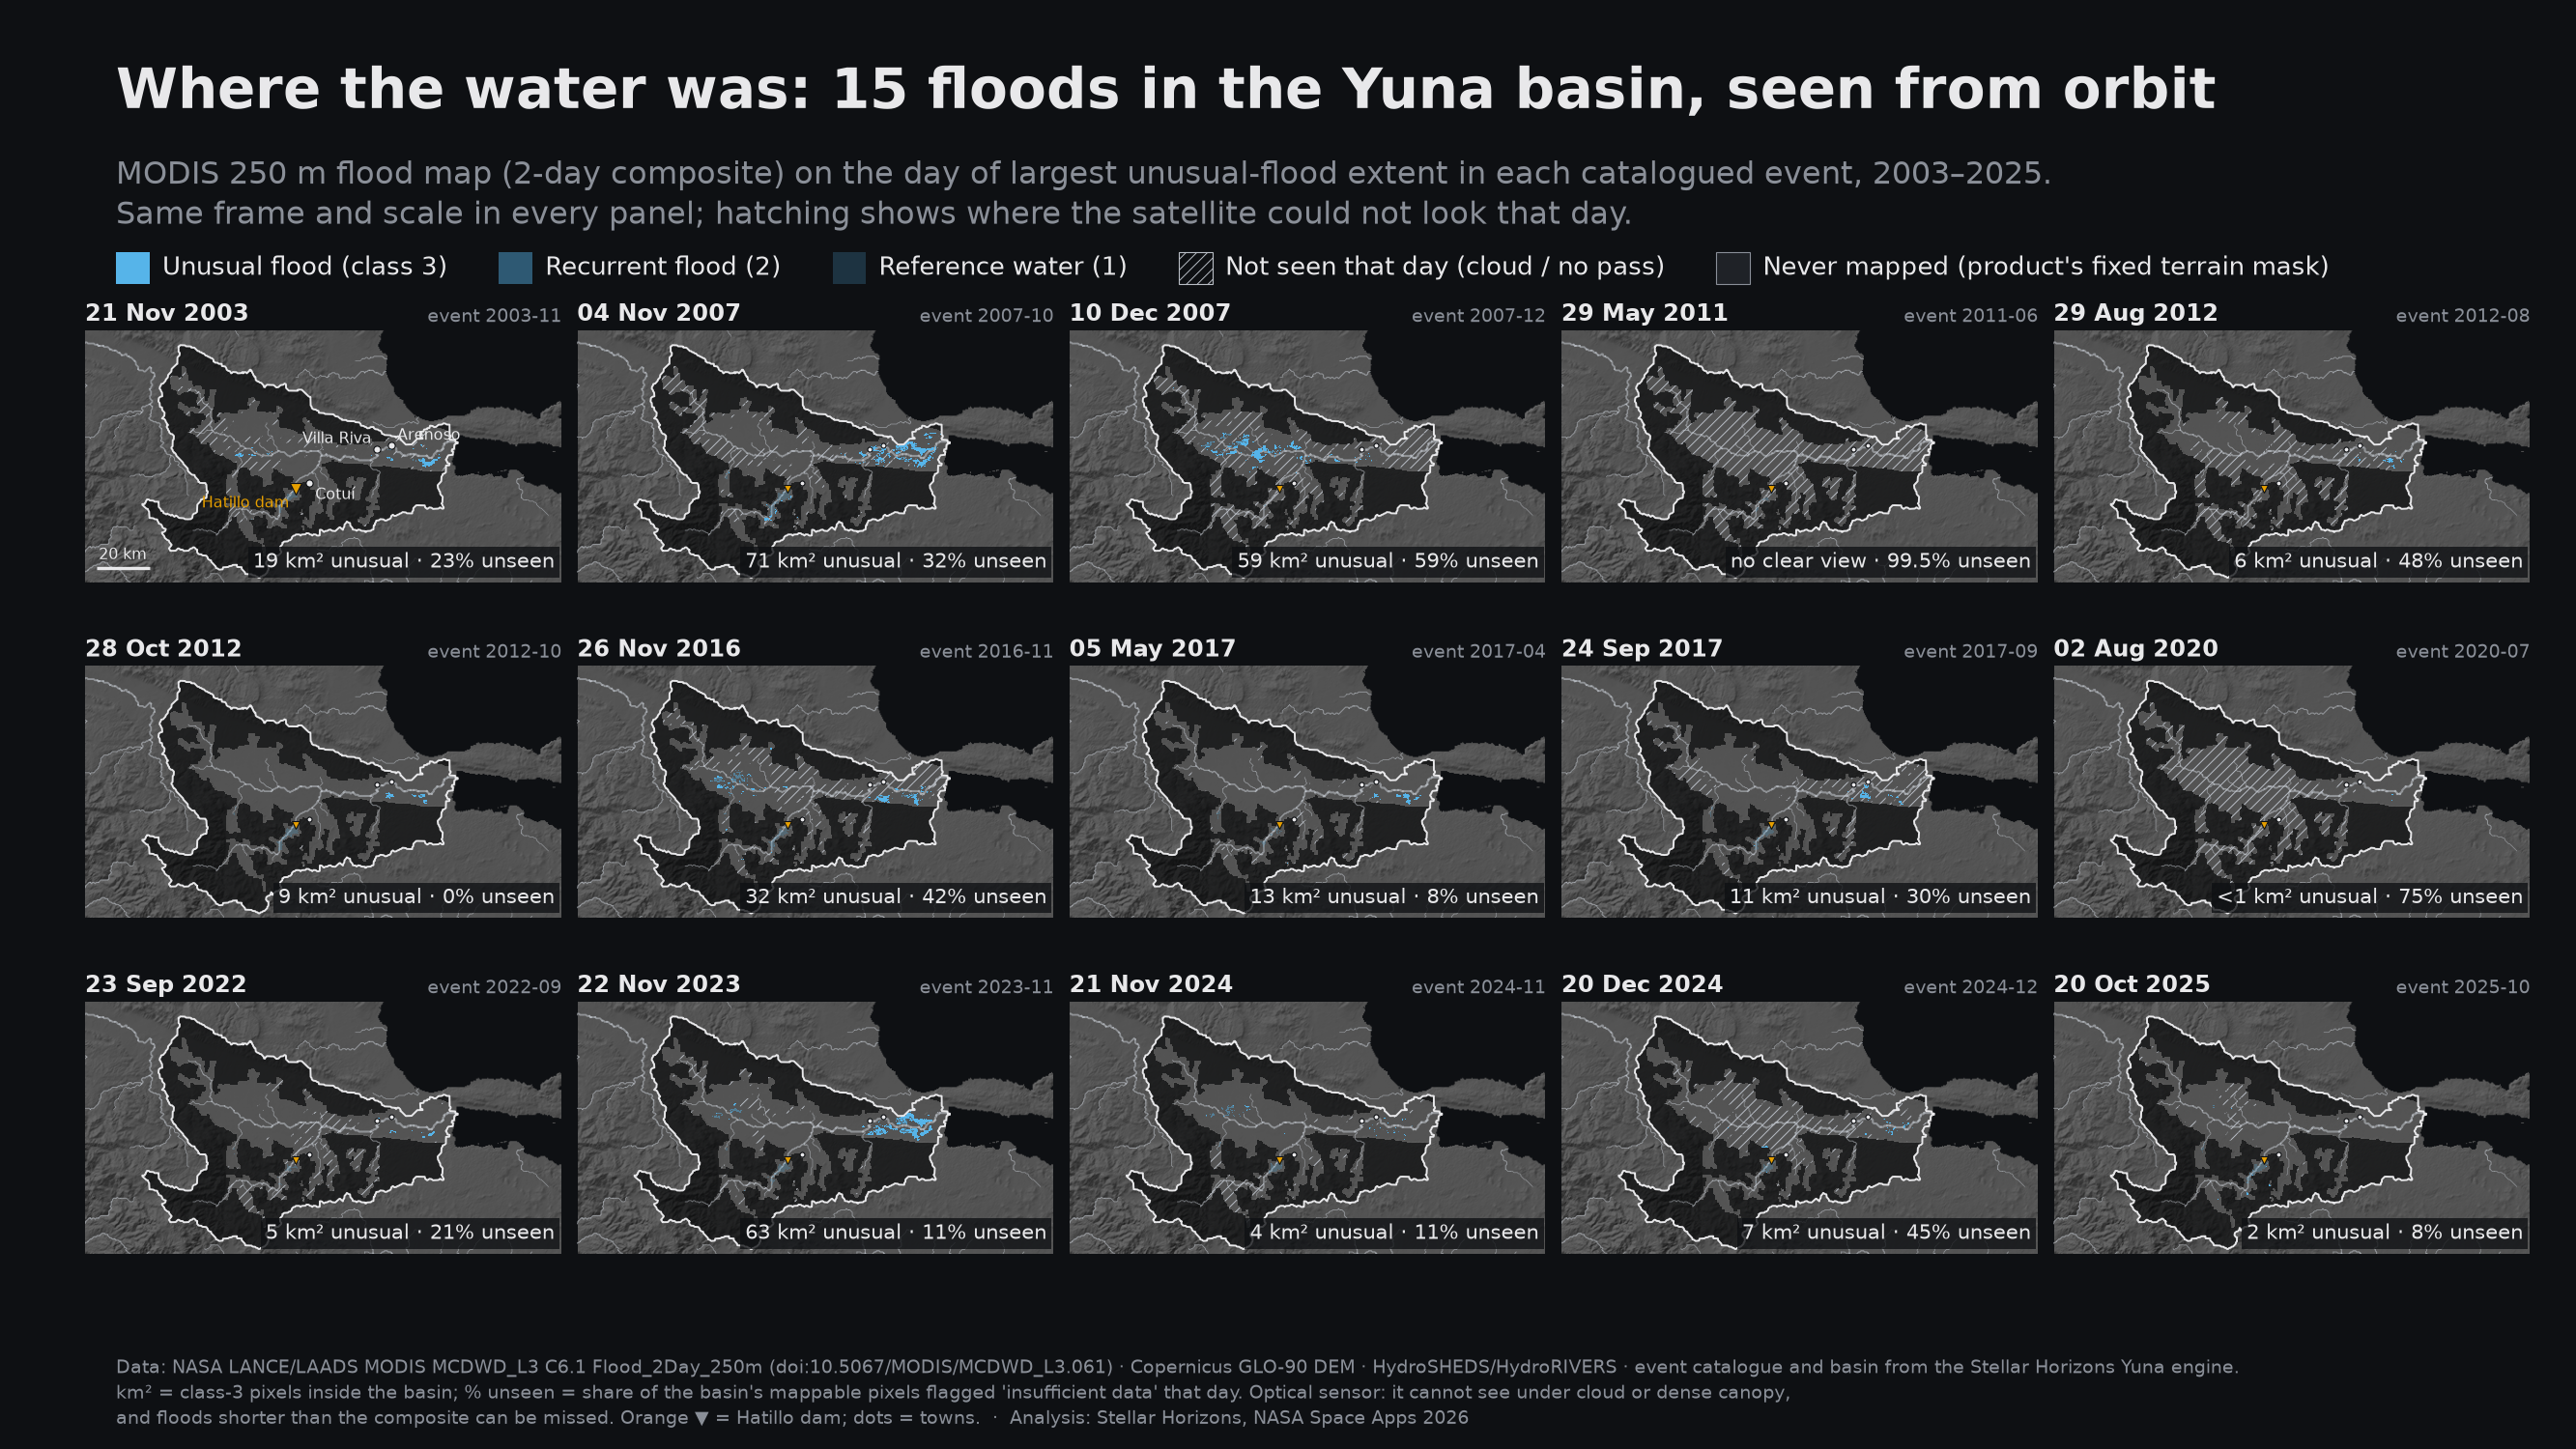 Where the water was: 15 floods in the Yuna basin, seen from orbit
MODIS 250 m flood map (2-day composite) on the day of largest unusual-flood extent in each catalogued event, 2003–2025.
Same frame and scale in every panel; hatching shows where the satellite could not look that day.
Unusual flood (class 3) Recurrent flood (2) Reference water (1) Not seen that day (cloud / no pass) Never mapped (product's fixed terrain mask)
21 Nov 2003 event 2003-11 04 Nov 2007 event 2007-10 10 Dec 2007 event 2007-12 29 May 2011 event 2011-06 29 Aug 2012 event 2012-08
Villa Riva Arenoso
Hatillo dam Cotuí
20 km
19 km² unusual · 23% unseen 71 km² unusual · 32% unseen 59 km² unusual · 59% unseen no clear view · 99.5% unseen 6 km² unusual · 48% unseen
28 Oct 2012 event 2012-10 26 Nov 2016 event 2016-11 05 May 2017 event 2017-04 24 Sep 2017 event 2017-09 02 Aug 2020 event 2020-07
9 km² unusual · 0% unseen 32 km² unusual · 42% unseen 13 km² unusual · 8% unseen 11 km² unusual · 30% unseen <1 km² unusual · 75% unseen
23 Sep 2022 event 2022-09 22 Nov 2023 event 2023-11 21 Nov 2024 event 2024-11 20 Dec 2024 event 2024-12 20 Oct 2025 event 2025-10
5 km² unusual · 21% unseen 63 km² unusual · 11% unseen 4 km² unusual · 11% unseen 7 km² unusual · 45% unseen 2 km² unusual · 8% unseen
Data: NASA LANCE/LAADS MODIS MCDWD_L3 C6.1 Flood_2Day_250m (doi:10.5067/MODIS/MCDWD_L3.061) · Copernicus GLO-90 DEM · HydroSHEDS/HydroRIVERS · event catalogue and basin from the Stellar Horizons Yuna engine.
km² = class-3 pixels inside the basin; % unseen = share of the basin's mappable pixels flagged 'insufficient data' that day. Optical sensor: it cannot see under cloud or dense canopy,
and floods shorter than the composite can be missed. Orange ▼ = Hatillo dam; dots = towns. · Analysis: Stellar Horizons, NASA Space Apps 2026